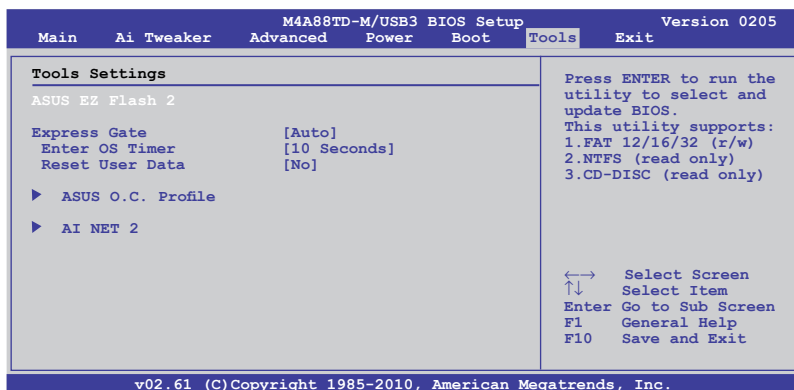 M4A88TD-M/USB3 BIOS Setup Version 0205
Main Ai Tweaker Advanced Power Boot Tools Exit
Tools Settings
ASUS EZ Flash 2
Express Gate [Auto]
Enter OS Timer [10 Seconds]
Reset User Data [No]
ASUS O.C. Profile
AI NET 2
Press ENTER to run the
utility to select and
update BIOS.
This utility supports:
1.FAT 12/16/32 (r/w)
2.NTFS (read only)
3.CD-DISC (read only)
←→ Select Screen
↑↓ Select Item
Enter Go to Sub Screen
F1 General Help
F10 Save and Exit
v02.61 (C)Copyright 1985-2010, American Megatrends, Inc.